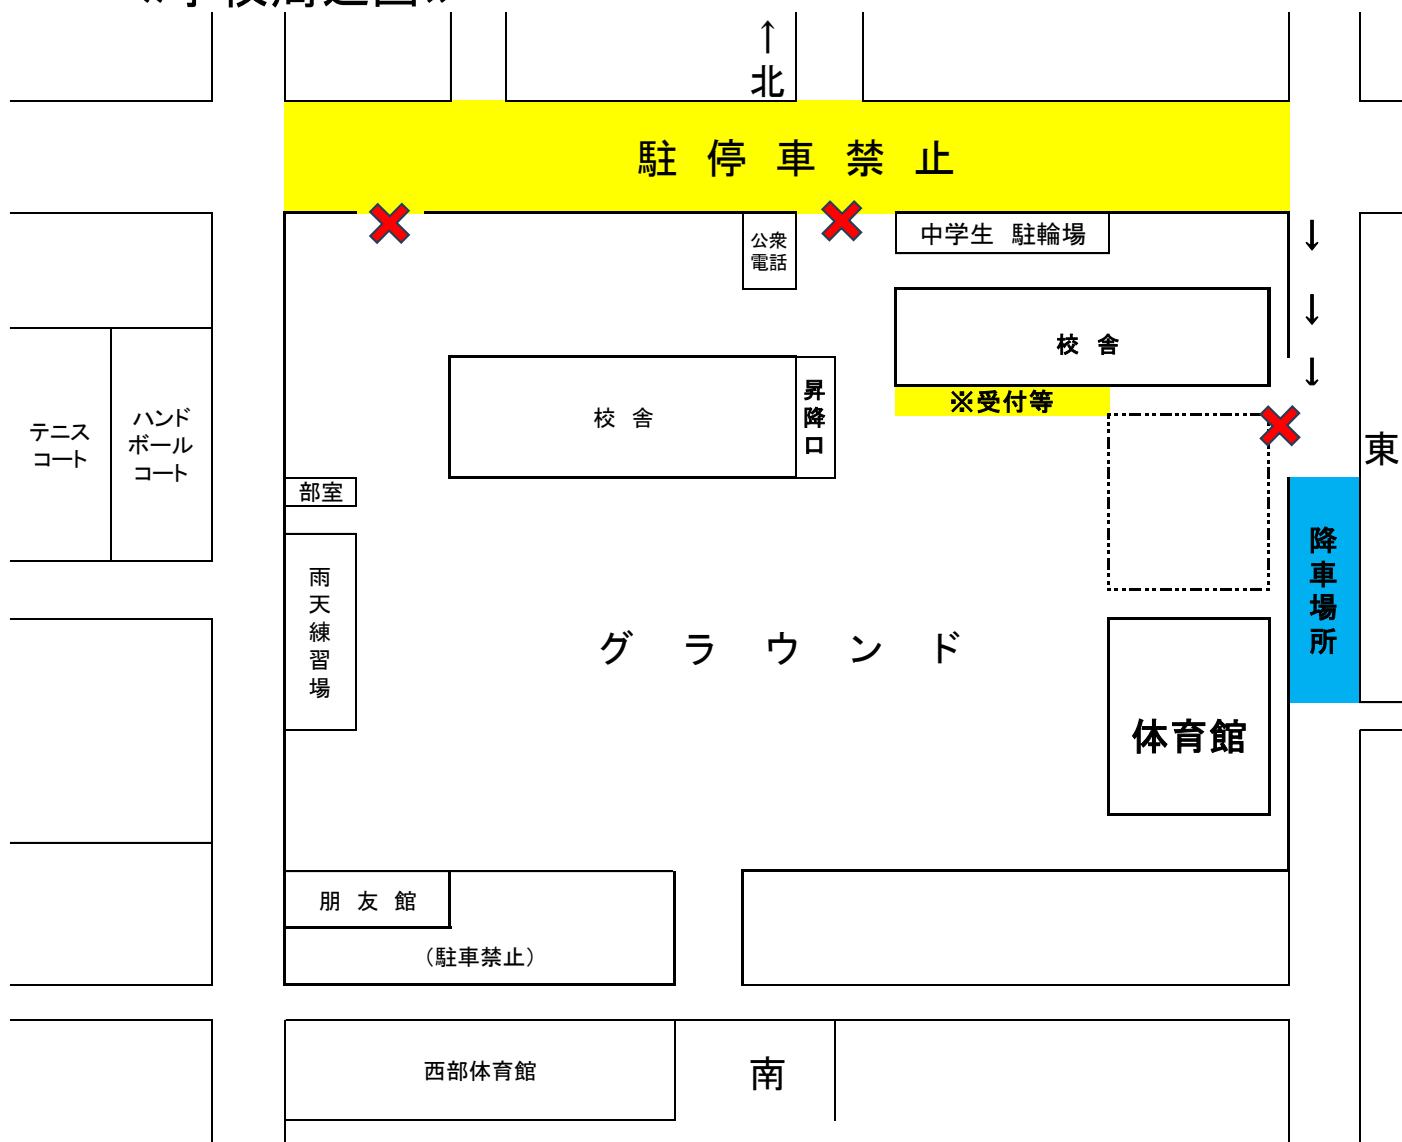 ↑
北
駐停車禁止
公衆
電話
中学生 駐輪場
↓
↓
↓
校 舎
※受付等
校 舎
昇降口
テニス
コート
ハンド
ボール
コート
東
部室
雨天練習場
降車場所
グラウンド
体育館
朋友館
（駐車禁止）
西部体育館
南